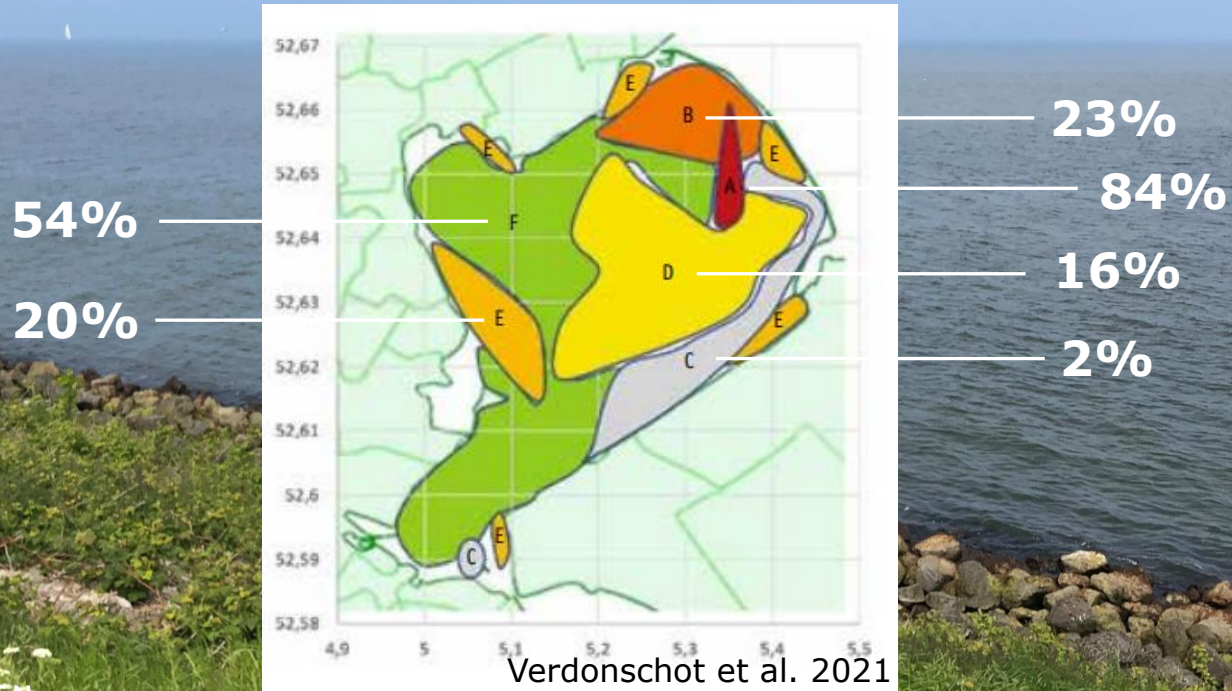 52,67
52,66
52,65
52,64
52,63
52,62
52,61
52,6
52,59
52,58
4,9 5 5,1 5,2 5,3 5,4 5,5
E
B
E
E
A
F
D
E
E
C
E
C
54%
20%
23%
84%
16%
2%
Verdonschot et al. 2021